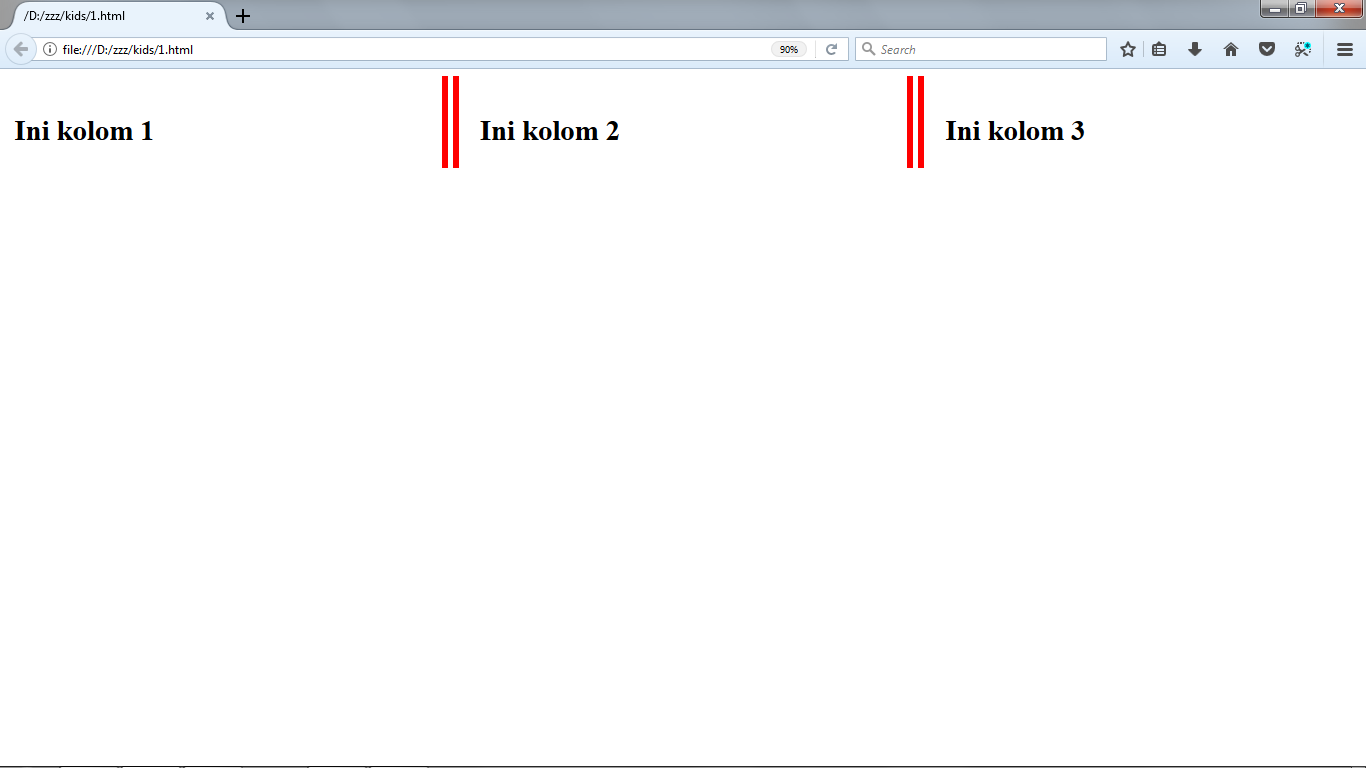 /D:/zzz/kids/1.html
file:///D:/zzz/kids/1.html
90%
Search
Ini kolom 1
Ini kolom 2
Ini kolom 3